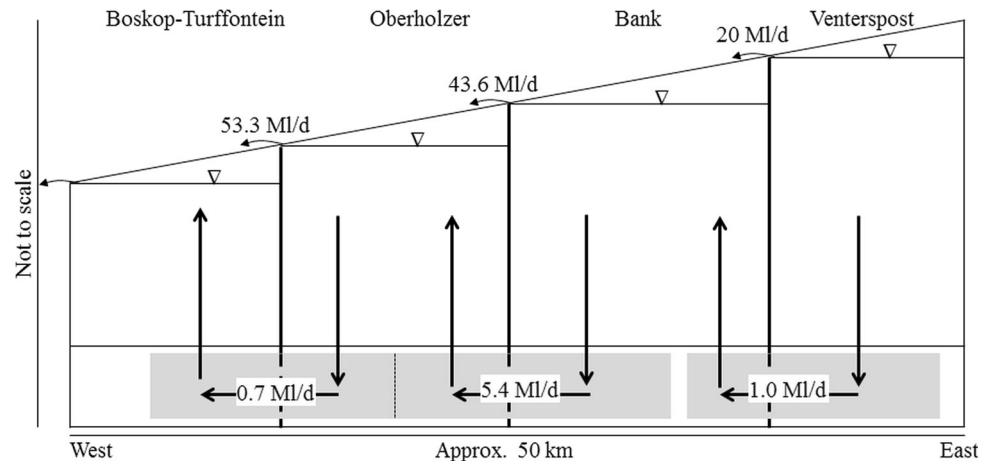 Boskop-Turffontein Oberholzer Bank Venterspost
20 Ml/d
43.6 Ml/d
53.3 Ml/d
Not to scale
0.7 Ml/d 5.4 Ml/d 1.0 Ml/d
West Approx. 50 km East